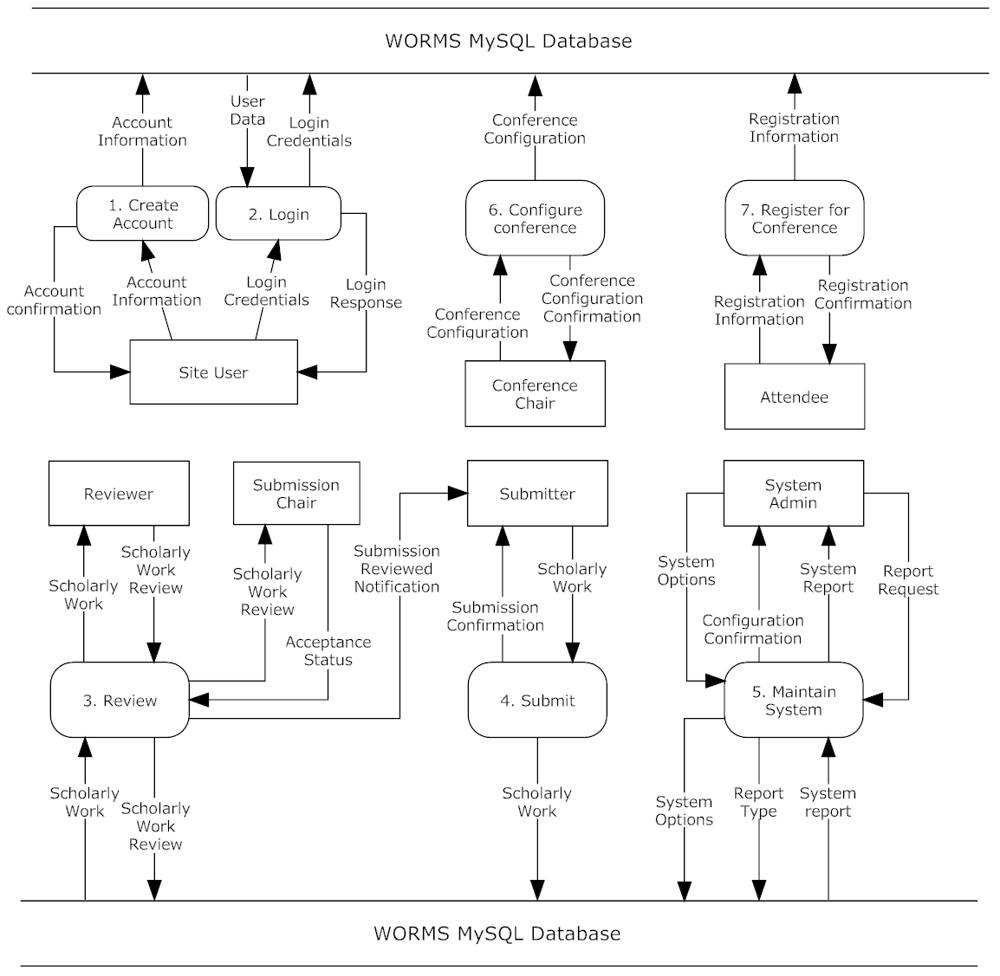 WORMS MySQL Database
User
Data
Account
Information
Login
Credentials
Conference
Configuration
Registration
Information
1. Create
Account
2. Login
6. Configure
conference
7. Register for
Conference
Account
confirmation
Account
Information
Login
Credentials
Login
Response
Conference
Configuration
Conference
Configuration
Confirmation
Registration
Information
Registration
Confirmation
Site User
Conference
Chair
Attendee
Reviewer
Submission
Chair
Submitter
System
Admin
Scholarly
Work
Scholarly
Work
Review
Scholarly
Work
Review
Acceptance
Status
Submission
Reviewed
Notification
Submission
Confirmation
Scholarly
Work
System
Options
Configuration
Confirmation
System
Report
Report
Request
3. Review
4. Submit
5. Maintain
System
Scholarly
Work
Scholarly
Work
Review
Scholarly
Work
System
Options
Report
Type
System
report
WORMS MySQL Database